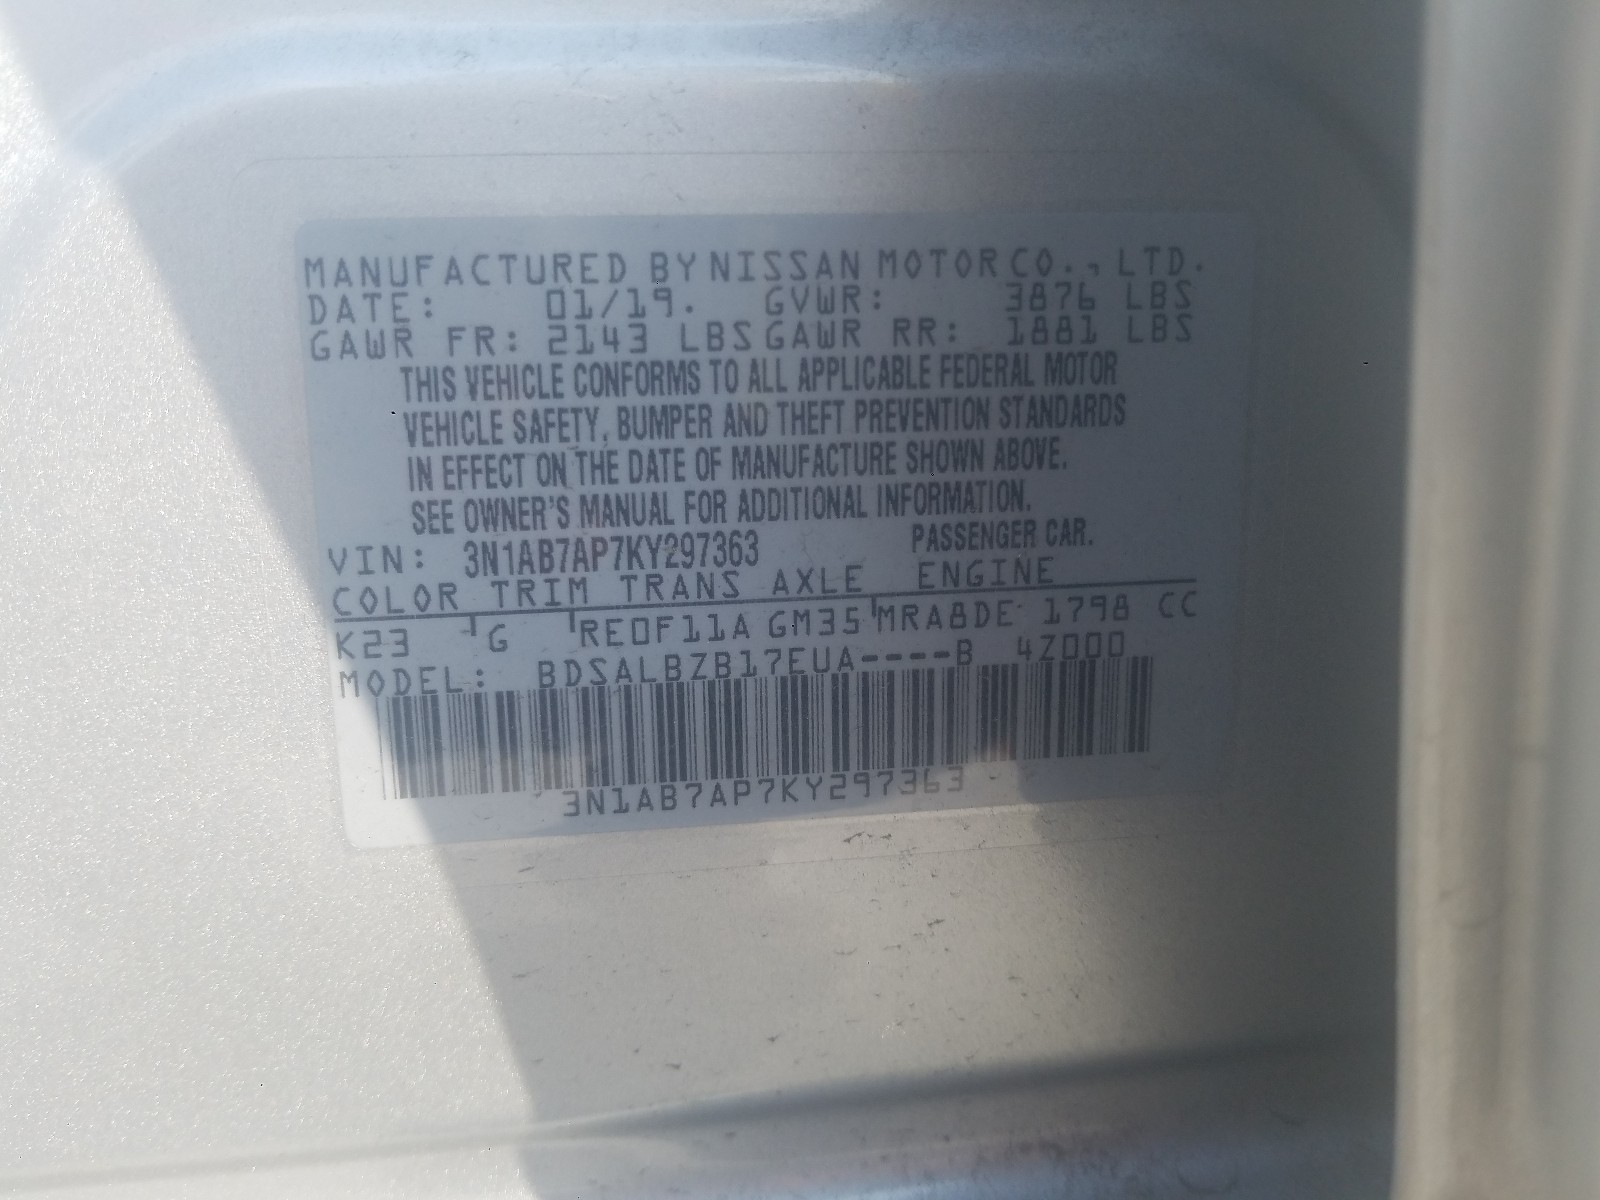 MANUFACTURED BY NISSAN MOTOR CO., LTD.
DATE: 01/19. GVWR: 3876 LBS
GAWR FR: 2143 LBS GAWR RR: 1881 LBS
THIS VEHICLE CONFORMS TO ALL APPLICABLE FEDERAL MOTOR
VEHICLE SAFETY, BUMPER AND THEFT PREVENTION STANDARDS
IN EFFECT ON THE DATE OF MANUFACTURE SHOWN ABOVE.
SEE OWNER'S MANUAL FOR ADDITIONAL INFORMATION.
VIN: 3N1AB7AP7KY297363 PASSENGER CAR.
COLOR TRIM TRANS AXLE ENGINE
K23 G RE0F11A GM35 MRA8DE 1798 CC
MODEL: BDSALBZB17EUA----B 4Z000
3N1AB7AP7KY297363